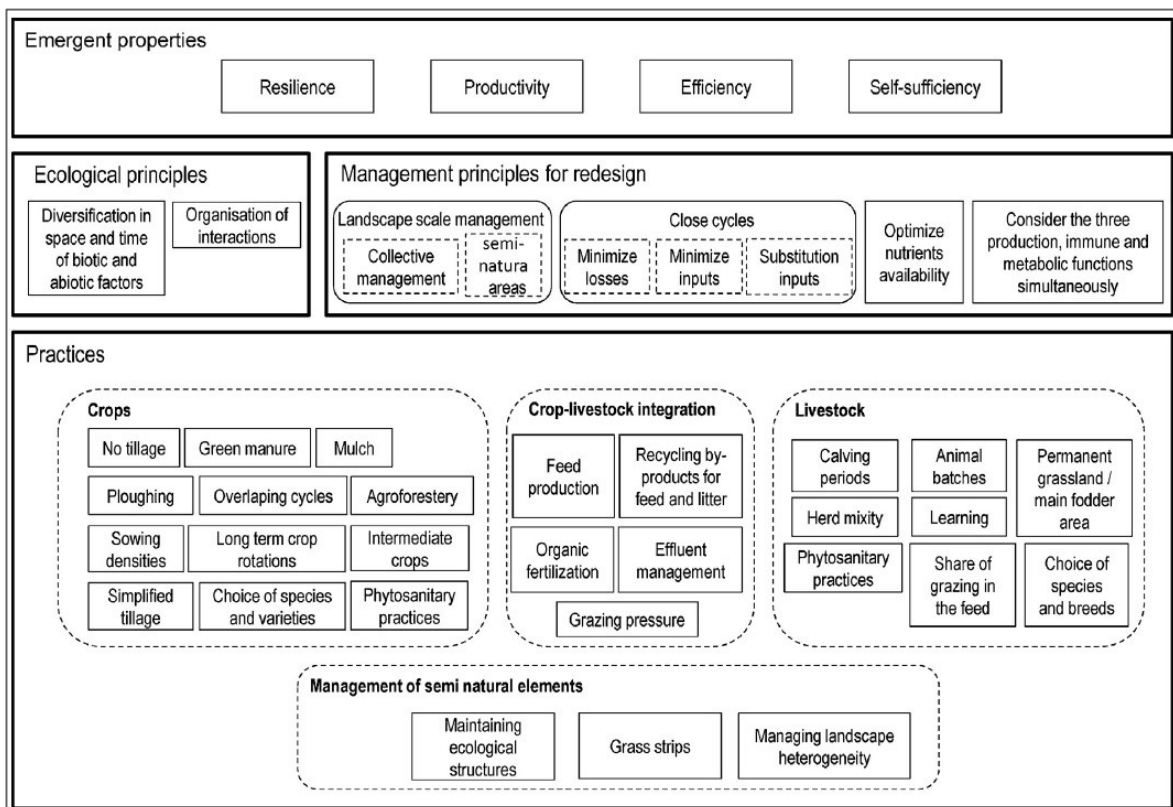 Emergent properties
Resilience
Productivity
Efficiency
Self-sufficiency
Ecological principles
Diversification in
space and time
of biotic and
abiotic factors
Organisation of
interactions
Management principles for redesign
Landscape scale management
Collective
management
semi-
natura
areas
Close cycles
Minimize
losses
Minimize
inputs
Substitution
inputs
Optimize
nutrients
availability
Consider the three
production, immune and
metabolic functions
simultaneously
Practices
Crops
No tillage
Green manure
Mulch
Ploughing
Overlaping cycles
Agroforestery
Sowing
densities
Long term crop
rotations
Intermediate
crops
Simplified
tillage
Choice of species
and varieties
Phytosanitary
practices
Crop-livestock integration
Feed
production
Recycling by-
products for
feed and litter
Organic
fertilization
Effluent
management
Grazing pressure
Livestock
Calving
periods
Animal
batches
Permanent
grassland /
main fodder
area
Herd mixity
Learning
Phytosanitary
practices
Share of
grazing in
the feed
Choice of
species
and breeds
Management of semi natural elements
Maintaining
ecological
structures
Grass strips
Managing landscape
heterogeneity